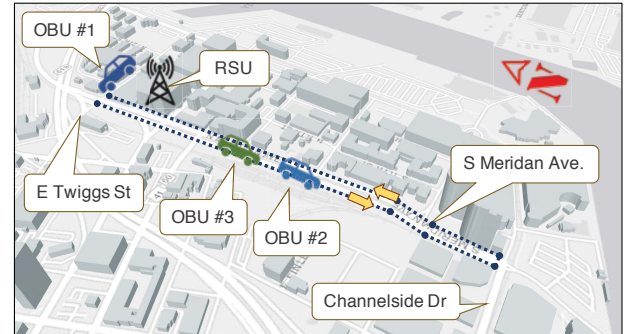 OBU #1
RSU
S Meridan Ave.
E Twiggs St
OBU #3
OBU #2
Channelside Dr